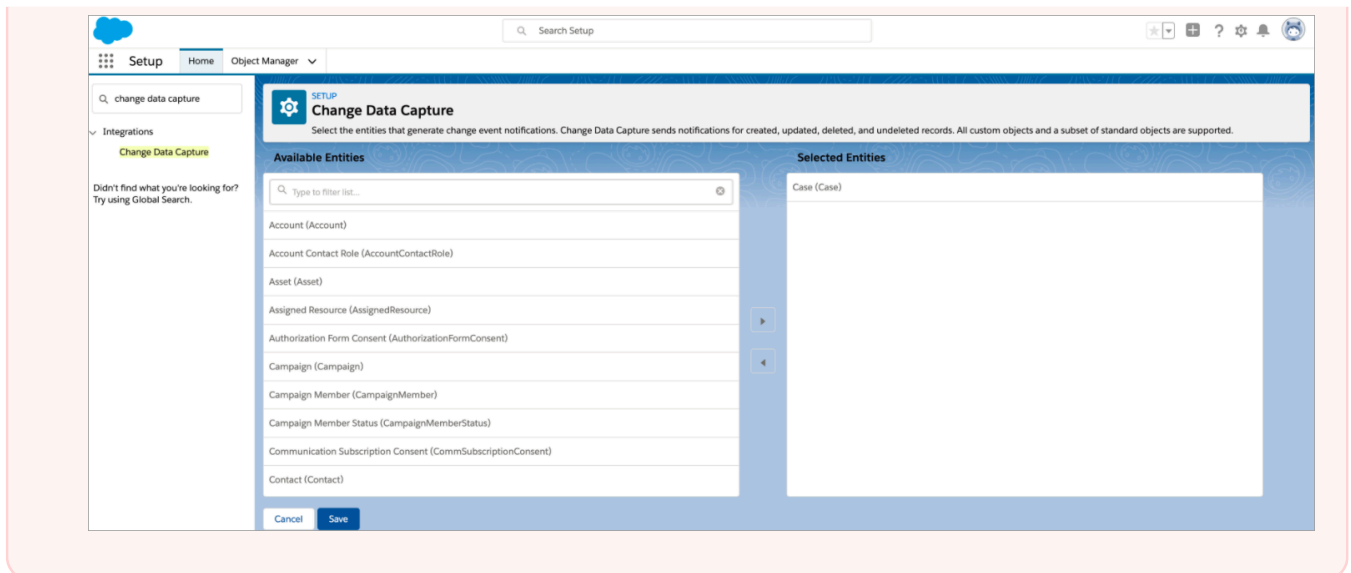 Search Setup
Setup
Home
Object Manager
change data capture
Integrations
Change Data Capture
Didn't find what you're looking for?
Try using Global Search.
SETUP
Change Data Capture
Select the entities that generate change event notifications. Change Data Capture sends notifications for created, updated, deleted, and undeleted records. All custom objects and a subset of standard objects are supported.
Available Entities
Type to filter list...
Account (Account)
Account Contact Role (AccountContactRole)
Asset (Asset)
Assigned Resource (AssignedResource)
Authorization Form Consent (AuthorizationFormConsent)
Campaign (Campaign)
Campaign Member (CampaignMember)
Campaign Member Status (CampaignMemberStatus)
Communication Subscription Consent (CommSubscriptionConsent)
Contact (Contact)
Selected Entities
Case (Case)
Cancel
Save